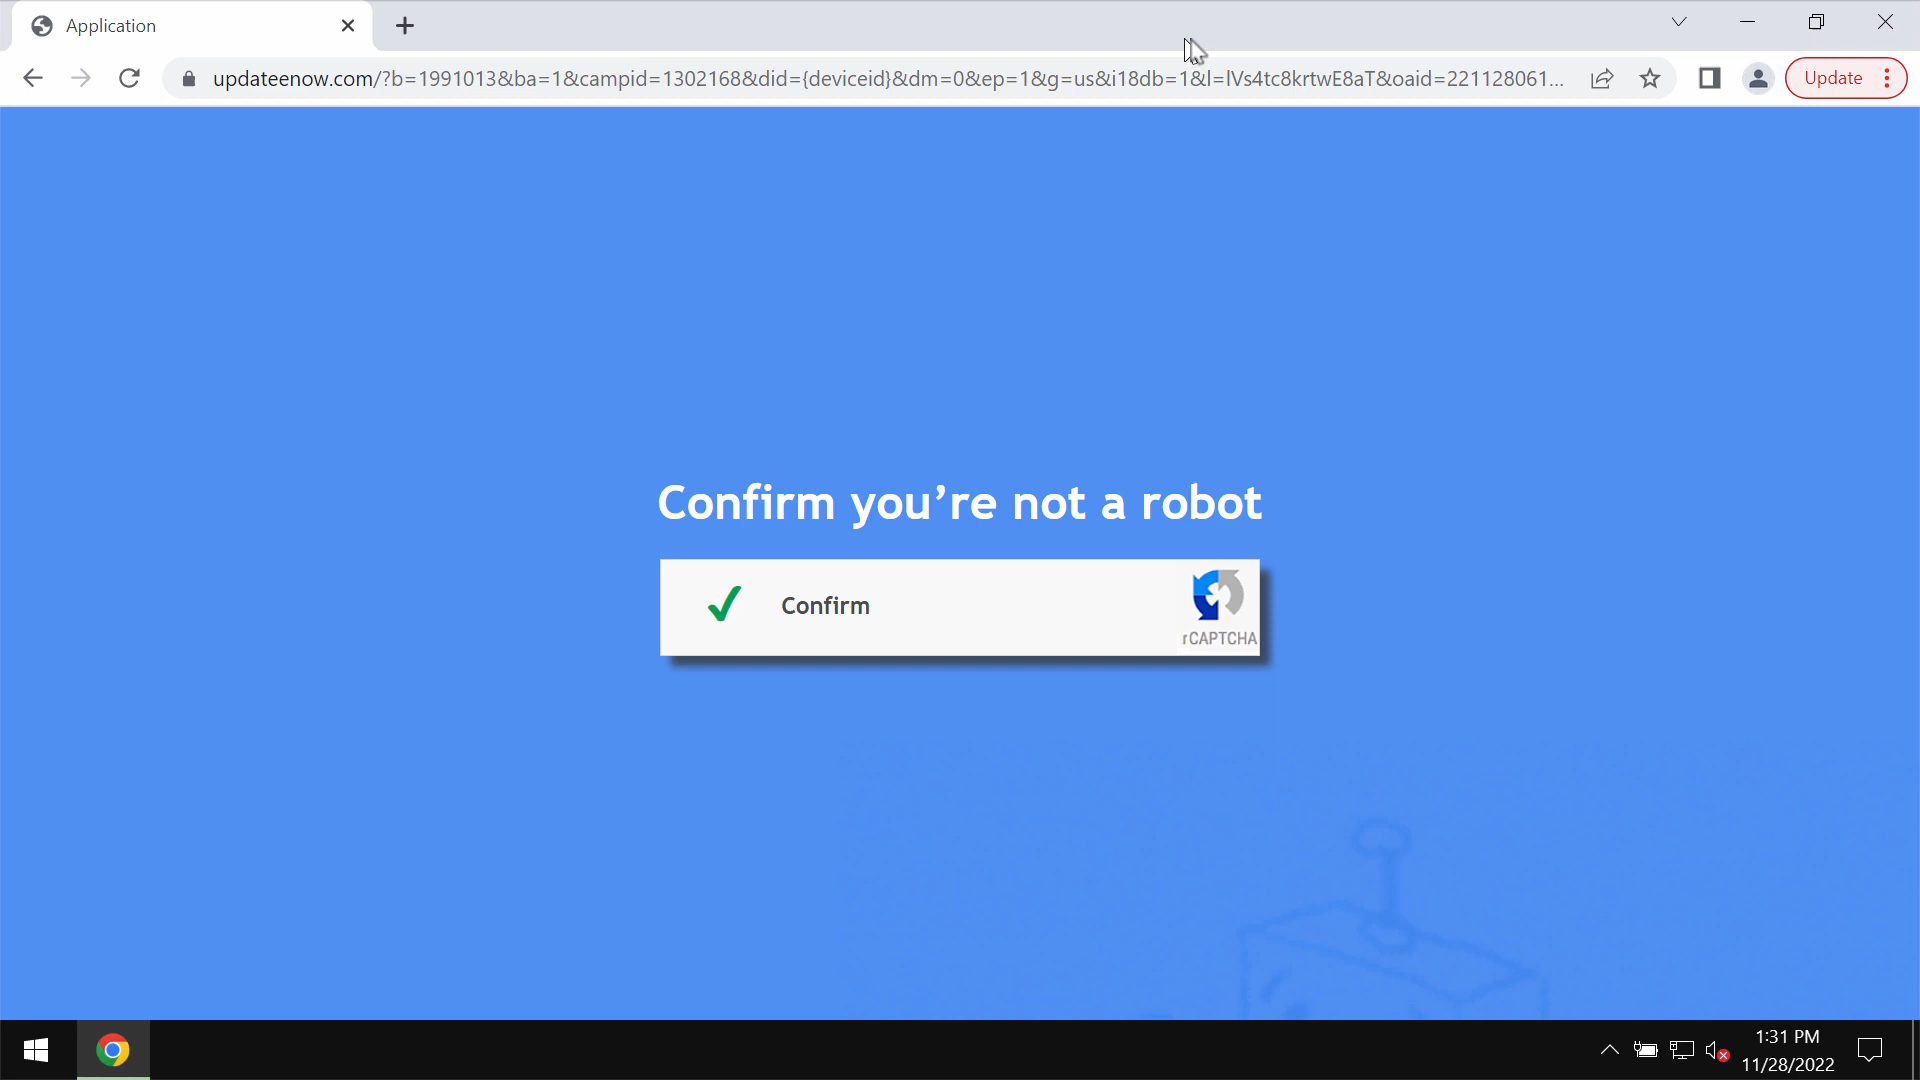 Application
updateenow.com/?b=1991013&ba=1&campid=1302168&did={deviceid}&dm=0&ep=1&g=us&i18db=1&l=lVs4tc8krtwE8aT&oaid=221128061...
Update
Confirm you’re not a robot
Confirm
rCAPTCHA
1:31 PM
11/28/2022